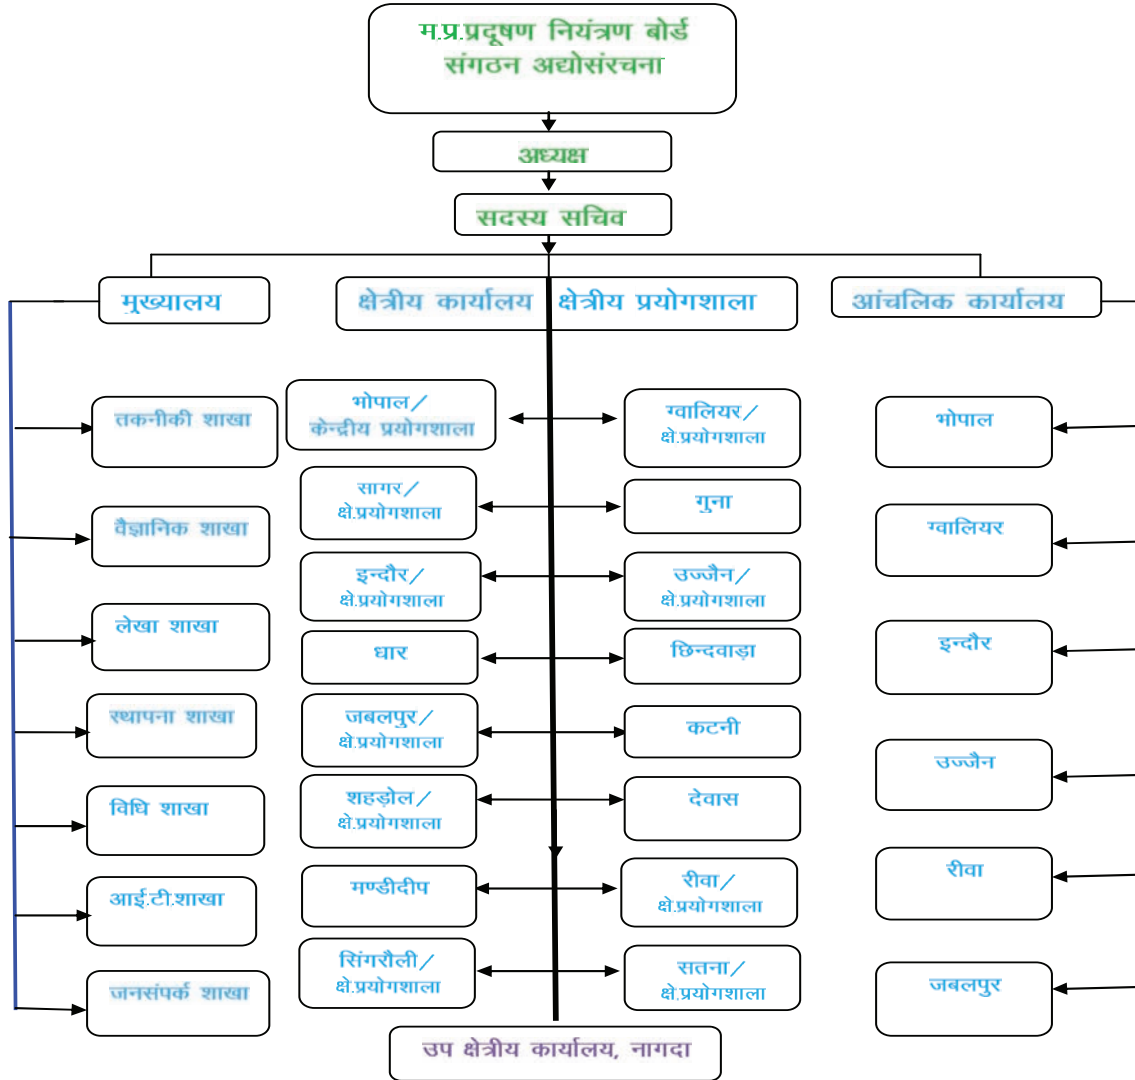 म.प्र.प्रदूषण नियंत्रण बोर्ड
संगठन अद्योसंरचना
अध्यक्ष
सदस्य सचिव
मुख्यालय
क्षेत्रीय कार्यालय क्षेत्रीय प्रयोगशाला
आंचलिक कार्यालय
तकनीकी शाखा
वैज्ञानिक शाखा
लेखा शाखा
स्थापना शाखा
विधि शाखा
आई.टी.शाखा
जनसंपर्क शाखा
भोपाल/
केन्द्रीय प्रयोगशाला
ग्वालियर/
क्षे.प्रयोगशाला
सागर/
क्षे.प्रयोगशाला
गुना
इन्दौर/
क्षे.प्रयोगशाला
उज्जैन/
क्षे.प्रयोगशाला
धार
छिन्दवाड़ा
जबलपुर/
क्षे.प्रयोगशाला
कटनी
शहड़ोल/
क्षे.प्रयोगशाला
देवास
मण्डीदीप
रीवा/
क्षे.प्रयोगशाला
सिंगरौली/
क्षे.प्रयोगशाला
सतना/
क्षे.प्रयोगशाला
भोपाल
ग्वालियर
इन्दौर
उज्जैन
रीवा
जबलपुर
उप क्षेत्रीय कार्यालय, नागदा